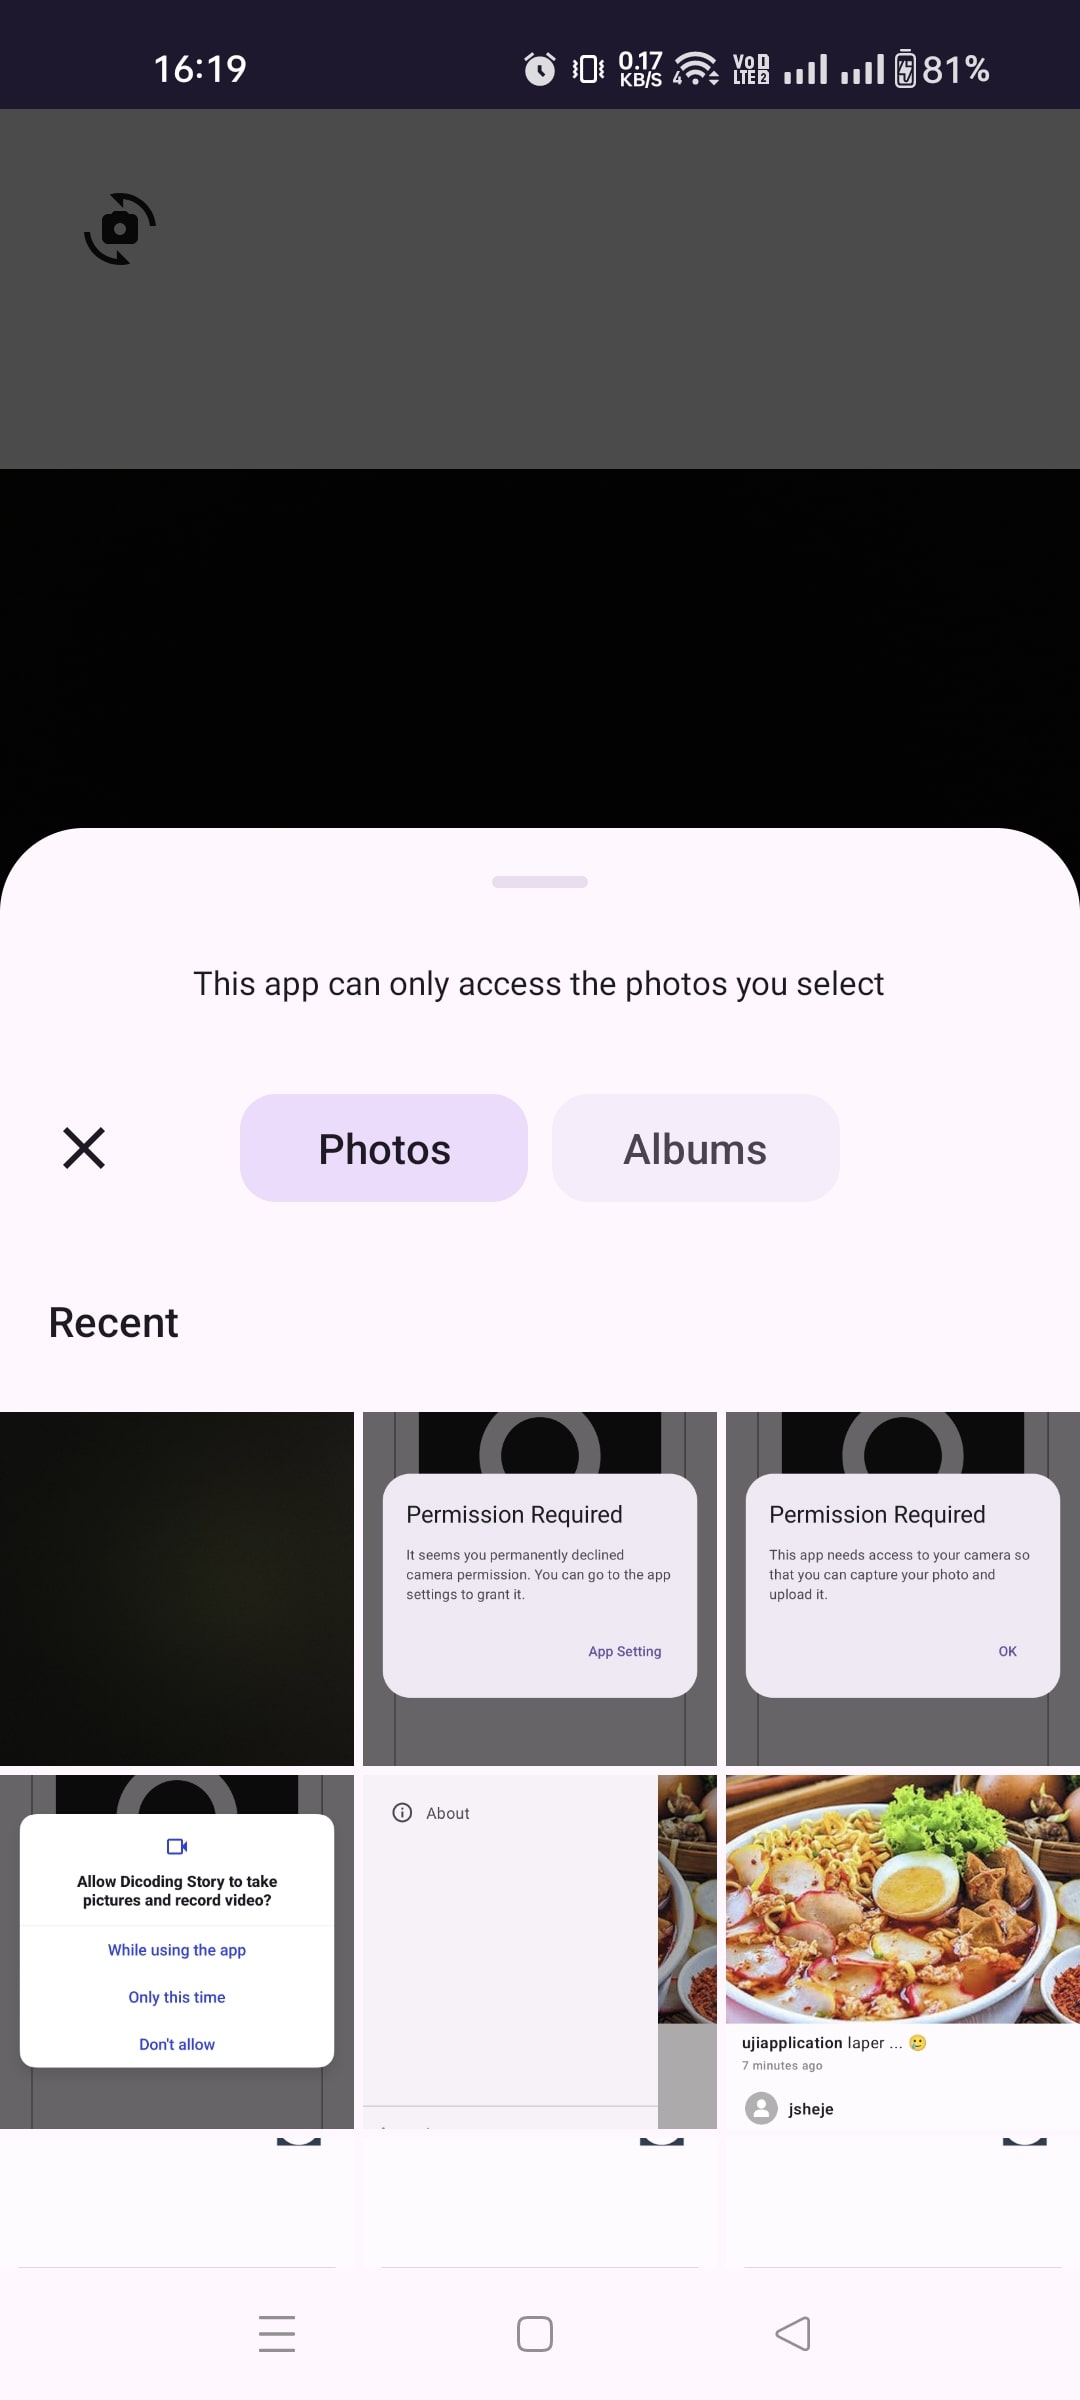 16:19
0.17
KB/S
4
Vo 1
LTE 2
81%
This app can only access the photos you select
Photos
Albums
Recent
Permission Required
It seems you permanently declined
camera permission. You can go to the app
settings to grant it.
App Setting
Permission Required
This app needs access to your camera so
that you can capture your photo and
upload it.
OK
Allow Dicoding Story to take
pictures and record video?
While using the app
Only this time
Don't allow
About
ujiapplication laper ... 🥲
7 minutes ago
jsheje